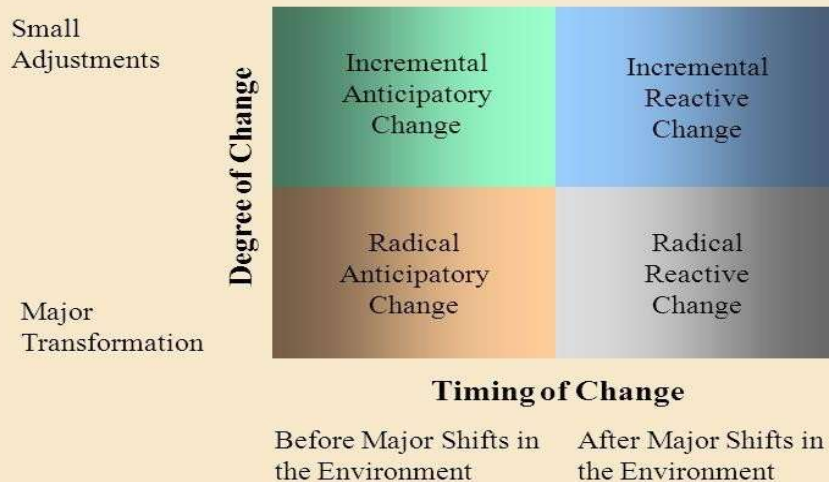 Small
Adjustments
Degree of Change
Incremental
Anticipatory
Change
Incremental
Reactive
Change
Radical
Anticipatory
Change
Radical
Reactive
Change
Major
Transformation
Timing of Change
Before Major Shifts in
the Environment
After Major Shifts in
the Environment